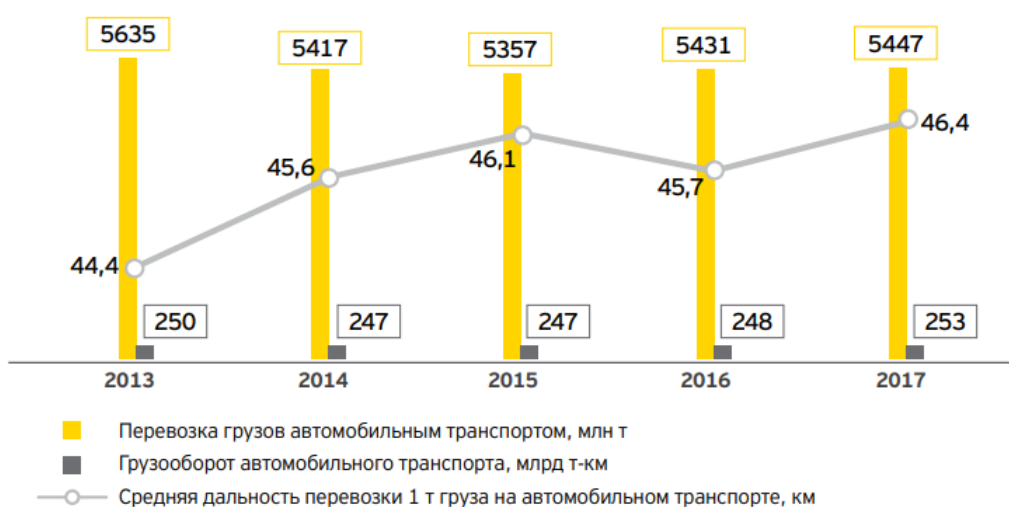 5635 5417 5357 5431 5447
44,4 45,6 46,1 45,7 46,4
250 247 247 248 253
2013 2014 2015 2016 2017
Перевозка грузов автомобильным транспортом, млн т
Грузооборот автомобильного транспорта, млрд т-км
Средняя дальность перевозки 1 т груза на автомобильном транспорте, км